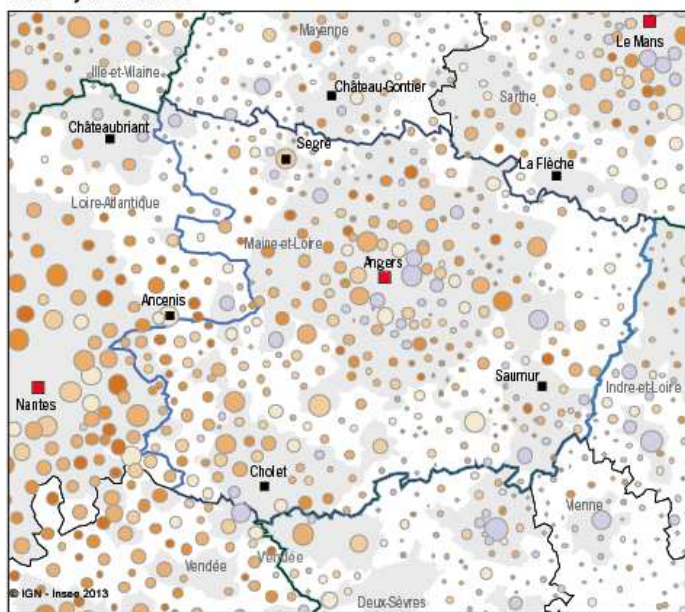 Mayenne
Le Mans
Ille-et-Vilaine
Château-Gontier
Sarthe
Châteaubriant
Segré
La Flèche
Loire-Atlantique
Maine-et-Loire
Angers
Ancenis
Saumur
Indre-et-Loire
Nantes
Cholet
Vienne
Vendée
Vendée
© IGN - Insee 2013
Deux-Sèvres